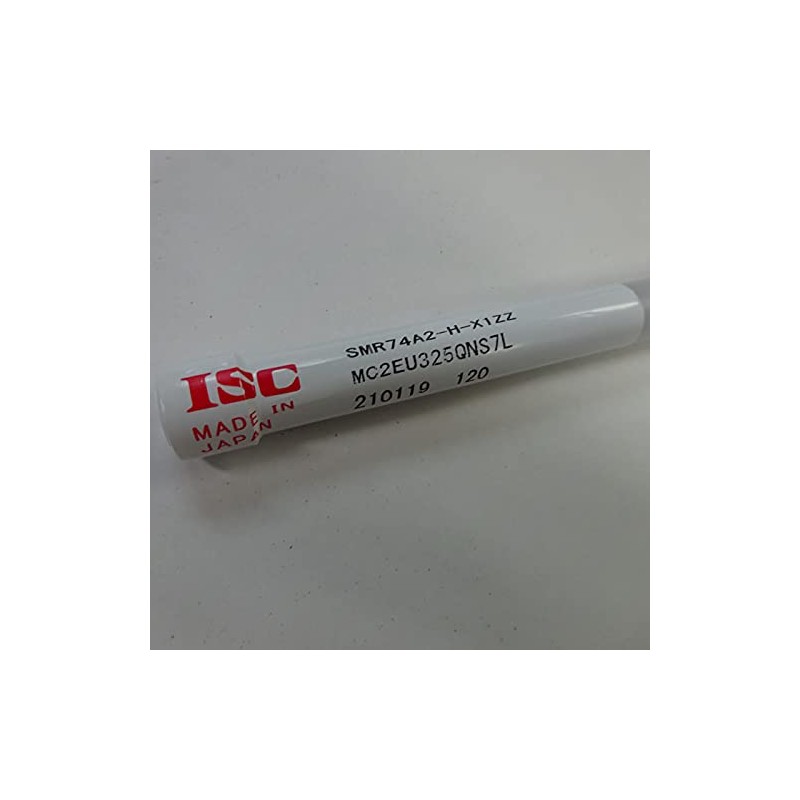 ISC
MADE IN
JAPAN
SMR74A2-H-X1ZZ
MC2EU325QNS7L
210119 120